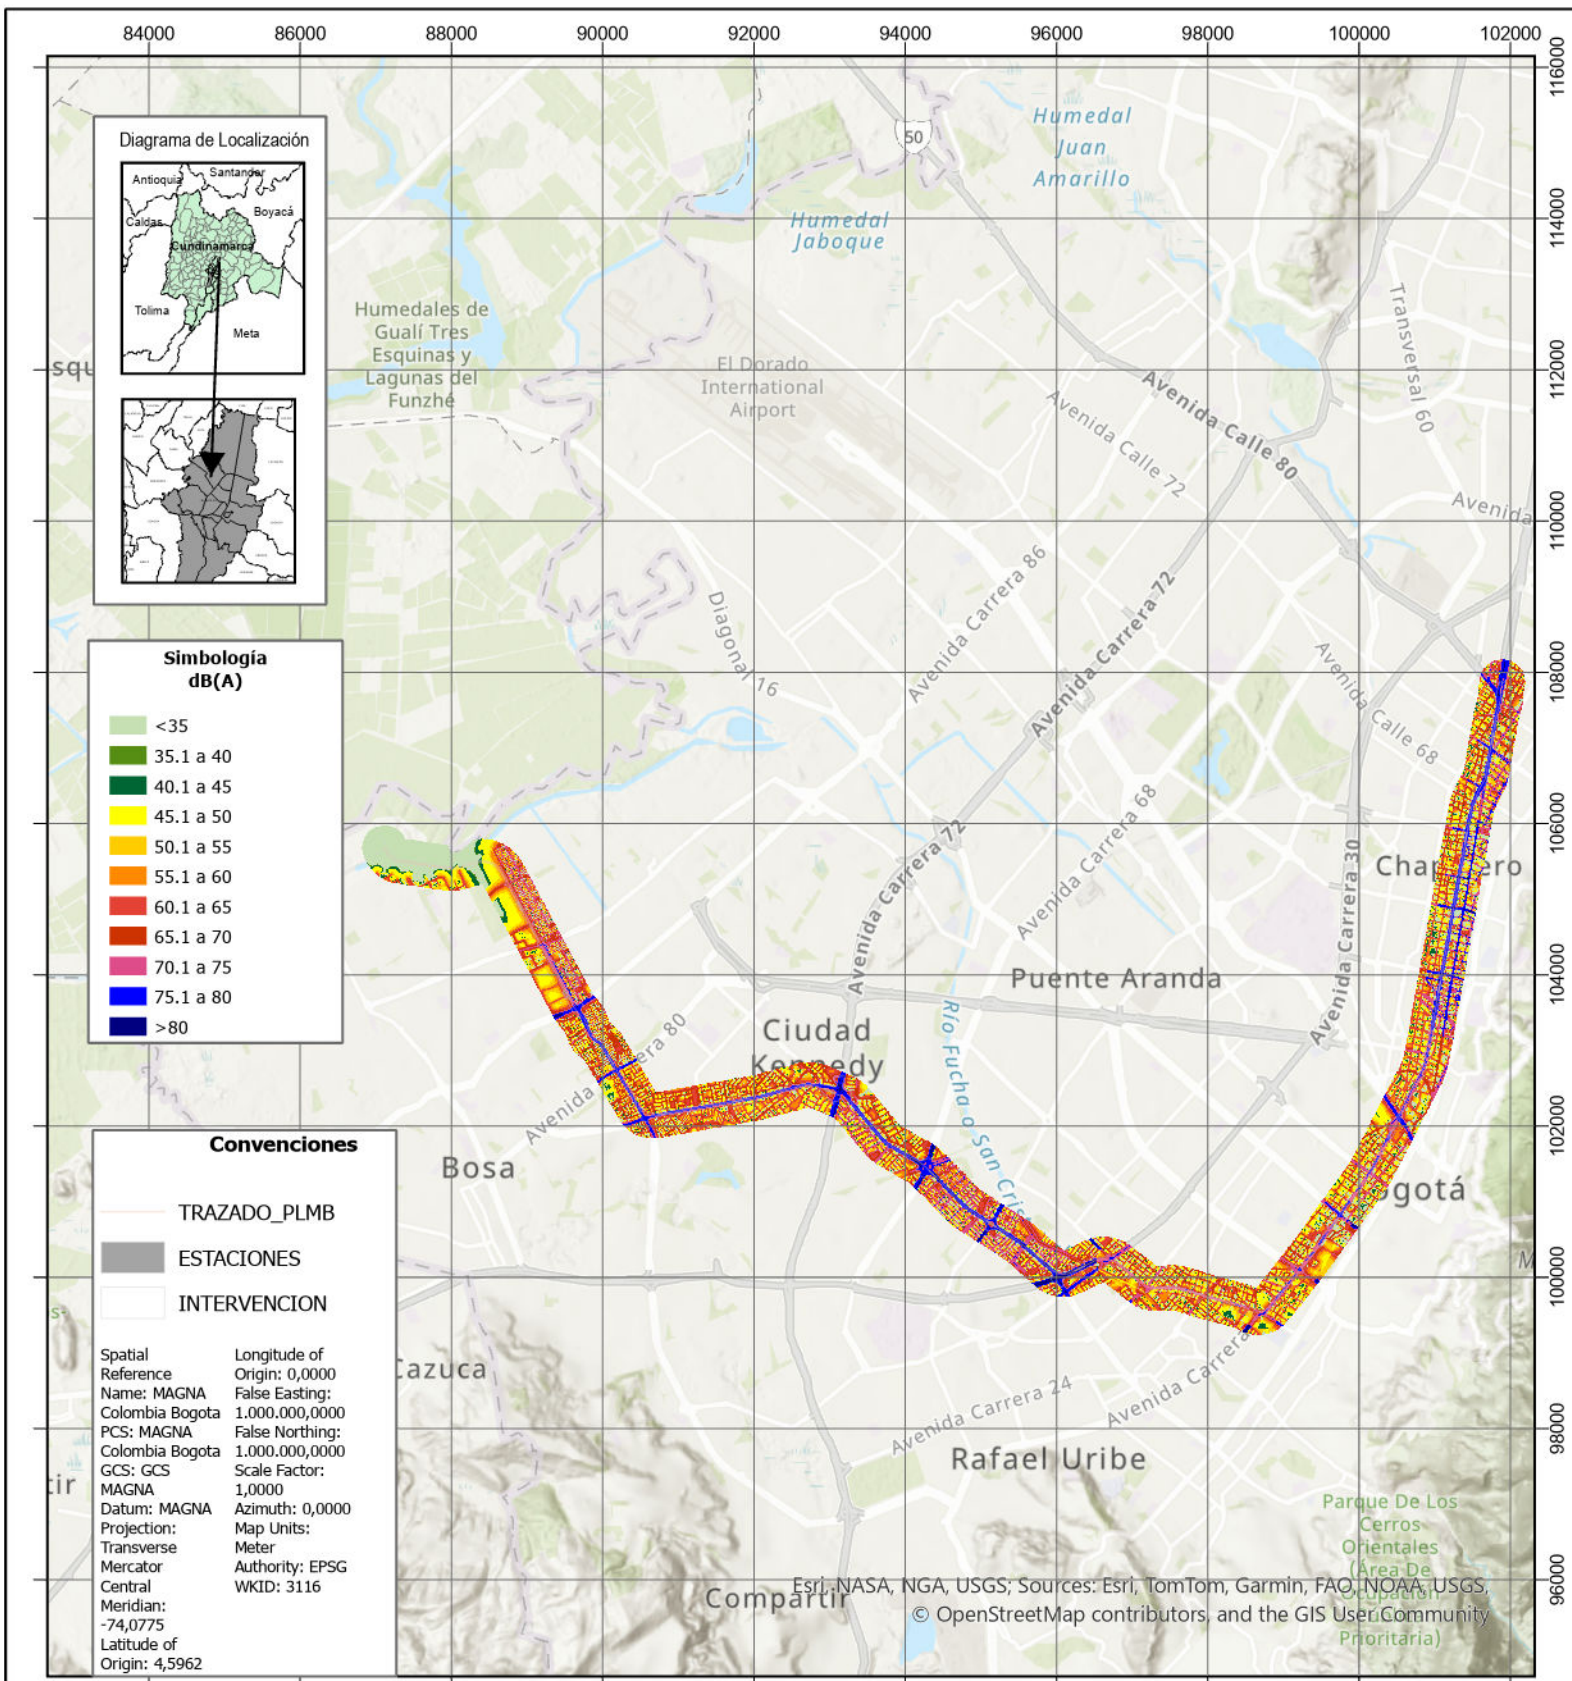 84000 86000 88000 90000 92000 94000 96000 98000 100000 102000
116000
114000
112000
110000
108000
106000
104000
102000
100000
98000
96000
Diagrama de Localización
Antioquia
Santander
Boyacá
Caldas
Cundinamarca
Tolima
Meta
Simbología
dB(A)
<35
35.1 a 40
40.1 a 45
45.1 a 50
50.1 a 55
55.1 a 60
60.1 a 65
65.1 a 70
70.1 a 75
75.1 a 80
>80
Convenciones
TRAZADO_PLMB
ESTACIONES
INTERVENCION
Spatial
Reference
Name: MAGNA
Colombia Bogota
PCS: MAGNA
Colombia Bogota
GCS: GCS
MAGNA
Datum: MAGNA
Projection:
Transverse
Mercator
Central
Meridian:
-74,0775
Latitude of
Origin: 4,5962
Longitude of
Origin: 0,0000
False Easting:
1.000.000,0000
False Northing:
1.000.000,0000
Scale Factor:
1,0000
Azimuth: 0,0000
Map Units:
Meter
Authority: EPSG
WKID: 3116
50
Humedal
Juan
Amarillo
Humedal
Jaboque
Humedales de
Gualí Tres
Esquinas y
Lagunas del
Funzhé
squ
El Dorado
International
Airport
Transversal 60
Avenida Calle 80
Avenida Calle 72
Avenida
Avenida Carrera 86
Avenida Carrera 72
Diagonal 16
Avenida Calle 68
Avenida Carrera 68
Avenida Carrera 72
Avenida Carrera 30
Chap ero
Puente Aranda
Ciudad
Kennedy
Río Fucha o San Cris
Avenida rera 80
Bosa
ogotá
M
s-
Cazuca
Avenida Carrera 24
Avenida Carrera
Rafael Uribe
tir
Compartir
Parque De Los
Cerros
Orientales
(Área De
Ocupación
Prioritaria)
Esri, NASA, NGA, USGS; Sources: Esri, TomTom, Garmin, FAO, NOAA, USGS,
© OpenStreetMap contributors, and the GIS User Community